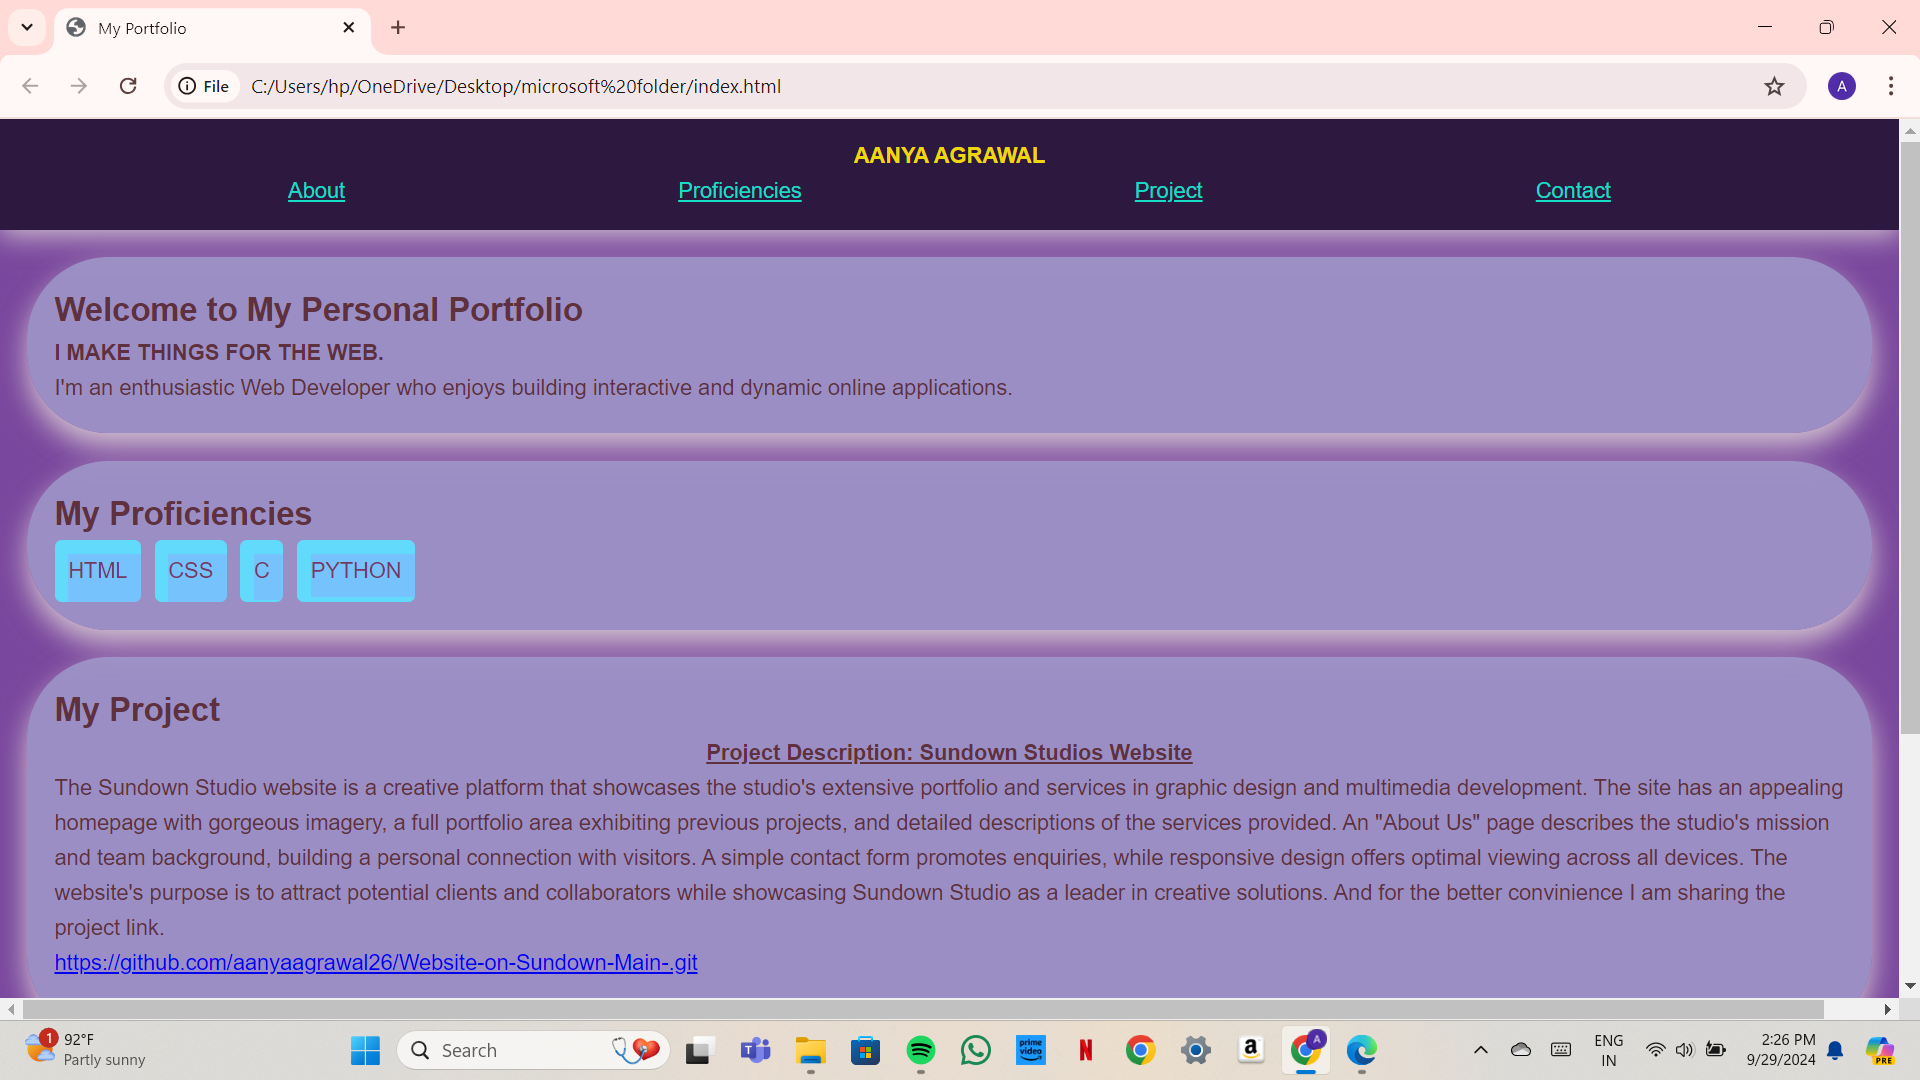 My Portfolio
File C:/Users/hp/OneDrive/Desktop/microsoft%20folder/index.html
A
AANYA AGRAWAL
About Proficiencies Project Contact
Welcome to My Personal Portfolio
I MAKE THINGS FOR THE WEB.
I'm an enthusiastic Web Developer who enjoys building interactive and dynamic online applications.
My Proficiencies
HTML CSS C PYTHON
My Project
Project Description: Sundown Studios Website
The Sundown Studio website is a creative platform that showcases the studio's extensive portfolio and services in graphic design and multimedia development. The site has an appealing
homepage with gorgeous imagery, a full portfolio area exhibiting previous projects, and detailed descriptions of the services provided. An "About Us" page describes the studio's mission
and team background, building a personal connection with visitors. A simple contact form promotes enquiries, while responsive design offers optimal viewing across all devices. The
website's purpose is to attract potential clients and collaborators while showcasing Sundown Studio as a leader in creative solutions. And for the better convinience I am sharing the
project link.
https://github.com/aanyaagrawal26/Website-on-Sundown-Main-.git
1
92°F
Partly sunny
Search
prime video
N
a
A
ENG
IN
2:26 PM
9/29/2024
PRE